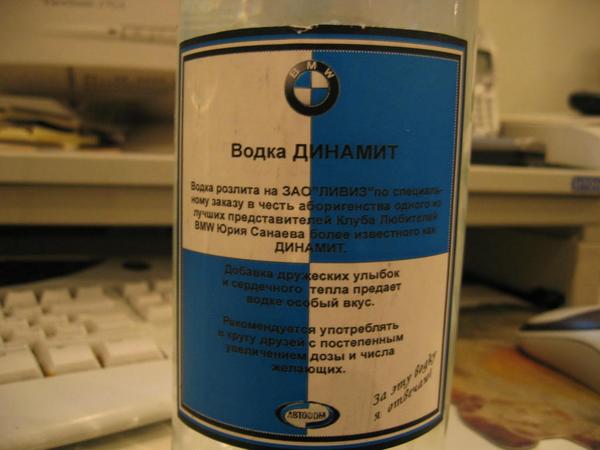 BMW
Водка ДИНАМИТ
Водка розлита на ЗАО"ЛИВИЗ"по специаль-
ному заказу в честь аборигенства одного из
лучших представителей Клуба Любителей
BMW Юрия Санаева более известного как
ДИНАМИТ.
Добавка дружеских улыбок
и сердечного тепла предает
водке особый вкус.
Рекомендуется употреблять
в кругу друзей с постепенным
увеличением дозы и числа
желающих.
За эту водку
я отвечаю!
АВТОДОМ